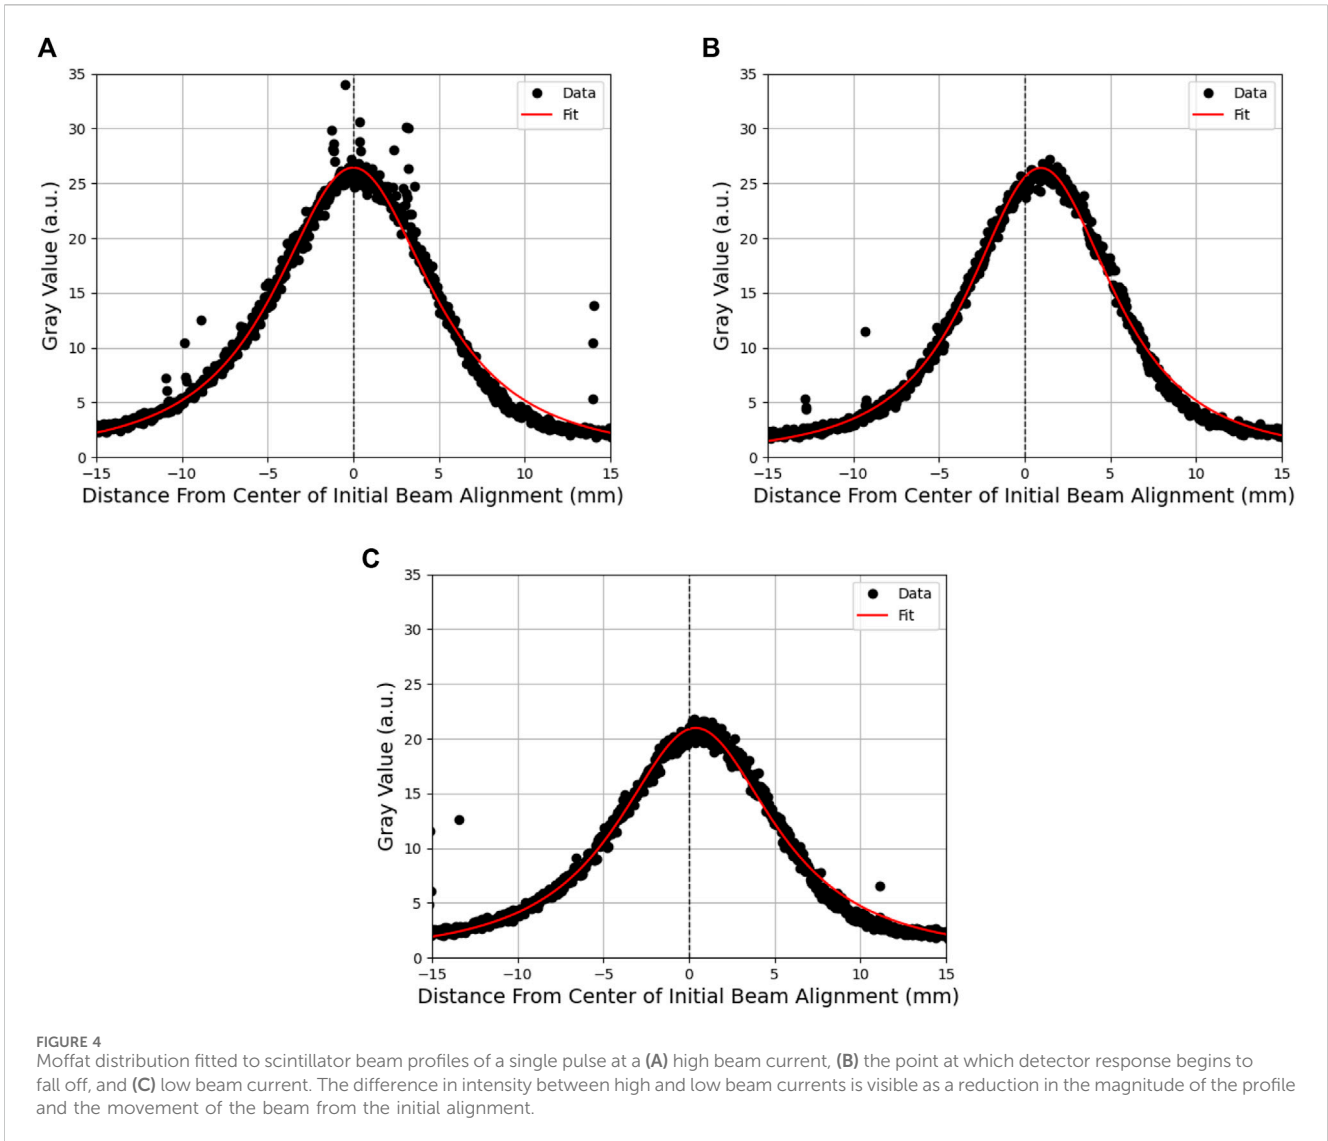 A
35
30
25
20
15
10
5
0
Gray Value (a.u.)
Data
Fit
−15 −10 −5 0 5 10 15
Distance From Center of Initial Beam Alignment (mm)
B
35
30
25
20
15
10
5
0
Gray Value (a.u.)
Data
Fit
−15 −10 −5 0 5 10 15
Distance From Center of Initial Beam Alignment (mm)
C
35
30
25
20
15
10
5
0
Gray Value (a.u.)
Data
Fit
−15 −10 −5 0 5 10 15
Distance From Center of Initial Beam Alignment (mm)
FIGURE 4
Moffat distribution fitted to scintillator beam profiles of a single pulse at a (A) high beam current, (B) the point at which detector response begins to
fall off, and (C) low beam current. The difference in intensity between high and low beam currents is visible as a reduction in the magnitude of the profile
and the movement of the beam from the initial alignment.